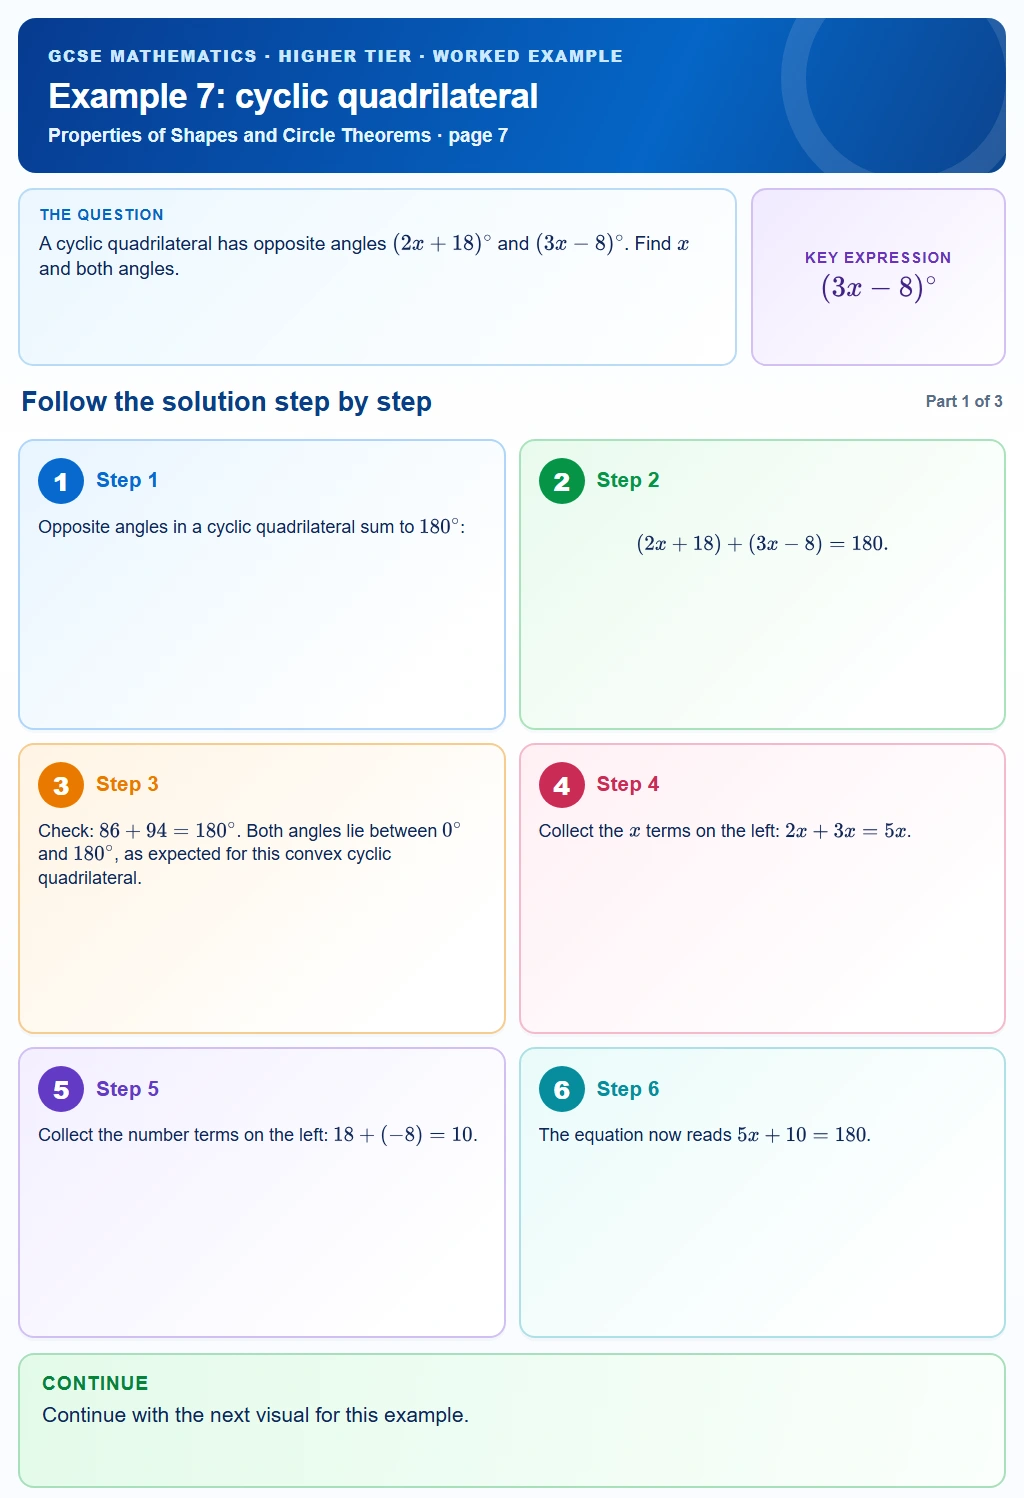 GCSE MATHEMATICS · HIGHER TIER · WORKED EXAMPLE
Example 7: cyclic quadrilateral
Properties of Shapes and Circle Theorems · page 7
THE QUESTION
A cyclic quadrilateral has opposite angles (2x + 18)° and (3x − 8)°. Find x
and both angles.
KEY EXPRESSION
(3x − 8)°
Follow the solution step by step
Part 1 of 3
1 Step 1
Opposite angles in a cyclic quadrilateral sum to 180°:
2 Step 2
(2x + 18) + (3x − 8) = 180.
3 Step 3
Check: 86 + 94 = 180°. Both angles lie between 0°
and 180°, as expected for this convex cyclic
quadrilateral.
4 Step 4
Collect the x terms on the left: 2x + 3x = 5x.
5 Step 5
Collect the number terms on the left: 18 + (−8) = 10.
6 Step 6
The equation now reads 5x + 10 = 180.
CONTINUE
Continue with the next visual for this example.